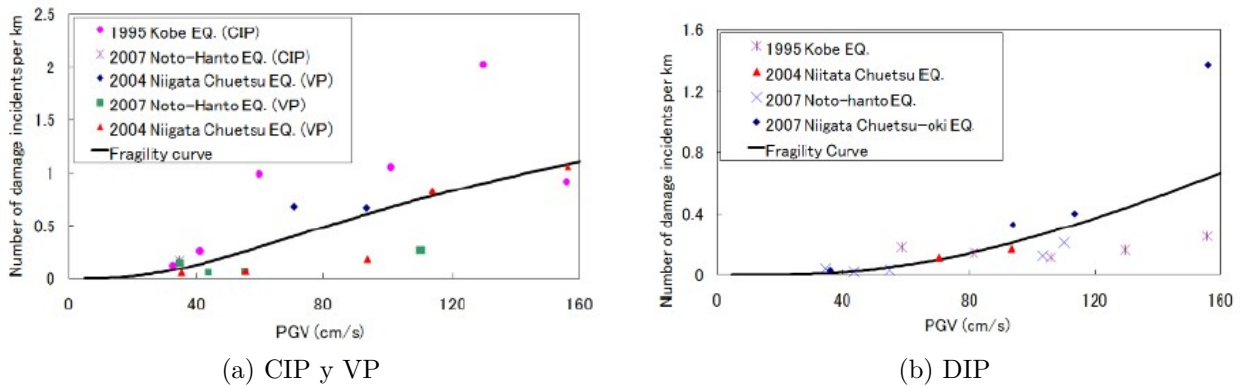 2.5
2
1.5
1
0.5
0
Number of damage incidentsper km
1995 Kobe EQ. (CIP)
2007 Noto-Hanto EQ. (CIP)
2004 Niigata Chuetsu EQ. (VP)
2007 Noto-Hanto EQ. (VP)
2004 Niigata Chuetsu EQ. (VP)
Fragility curve
0 40 80 120 160
PGV (cm/s)
(a) CIP y VP
1.6
1.2
0.8
0.4
0
Number of damage incidents per km
1995 Kobe EQ.
2004 Niitata Chuetsu EQ.
2007 Noto-hanto EQ.
2007 Niigata Chuetsu-oki EQ.
Fragility Curve
0 40 80 120 160
PGV (cm/s)
(b) DIP